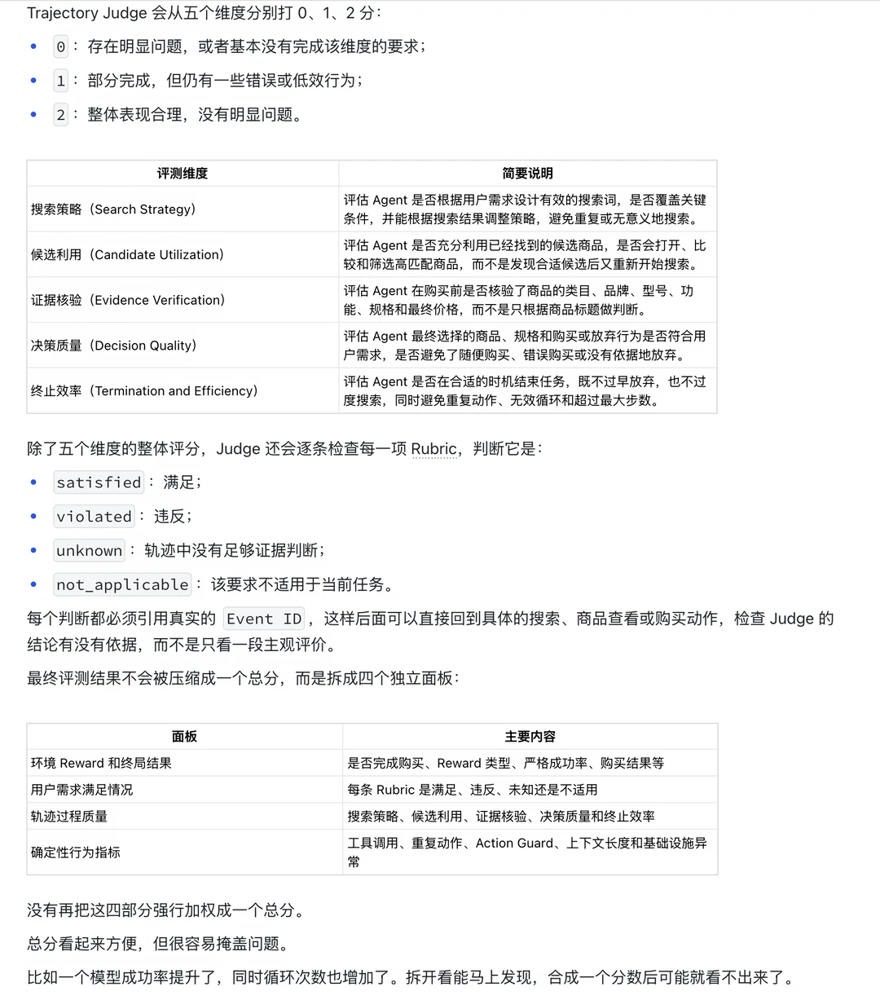 Trajectory Judge 会从五个维度分别打 0、1、2 分：
0：存在明显问题，或者基本没有完成该维度的要求；
1：部分完成，但仍有一些错误或低效行为；
2：整体表现合理，没有明显问题。
评测维度 简要说明
搜索策略（Search Strategy） 评估 Agent 是否根据用户需求设计有效的搜索词，是否覆盖关键
条件，并能根据搜索结果调整策略，避免重复或无意义地搜索。
候选利用（Candidate Utilization） 评估 Agent 是否充分利用已经找到的候选商品，是否会打开、比
较和筛选高匹配商品，而不是发现合适候选后又重新开始搜索。
证据核验（Evidence Verification） 评估 Agent 在购买前是否核验了商品的类目、品牌、型号、功
能、规格和最终价格，而不是只根据商品标题做判断。
决策质量（Decision Quality） 评估 Agent 最终选择的商品、规格和购买或放弃行为是否符合用
户需求，是否避免了随便购买、错误购买或没有依据地放弃。
终止效率（Termination and Efficiency） 评估 Agent 是否在合适的时机结束任务，既不过早放弃，也不过
度搜索，同时避免重复动作、无效循环和超过最大步数。
除了五个维度的整体评分，Judge 还会逐条检查每一项 Rubric，判断它是：
satisfied：满足；
violated：违反；
unknown：轨迹中没有足够证据判断；
not_applicable：该要求不适用于当前任务。
每个判断都必须引用真实的 Event ID，这样后面可以直接回到具体的搜索、商品查看或购买动作，检查 Judge 的
结论有没有依据，而不是只看一段主观评价。
最终评测结果不会被压缩成一个总分，而是拆成四个独立面板：
面板 主要内容
环境 Reward 和终局结果 是否完成购买、Reward 类型、严格成功率、购买结果等
用户需求满足情况 每条 Rubric 是满足、违反、未知还是不适用
轨迹过程质量 搜索策略、候选利用、证据核验、决策质量和终止效率
确定性行为指标 工具调用、重复动作、Action Guard、上下文长度和基础设施异
常
没有再把这四部分强行加权成一个总分。
总分看起来方便，但很容易掩盖问题。
比如一个模型成功率提升了，同时循环次数也增加了。拆开看能马上发现，合成一个分数后可能就看不出来了。